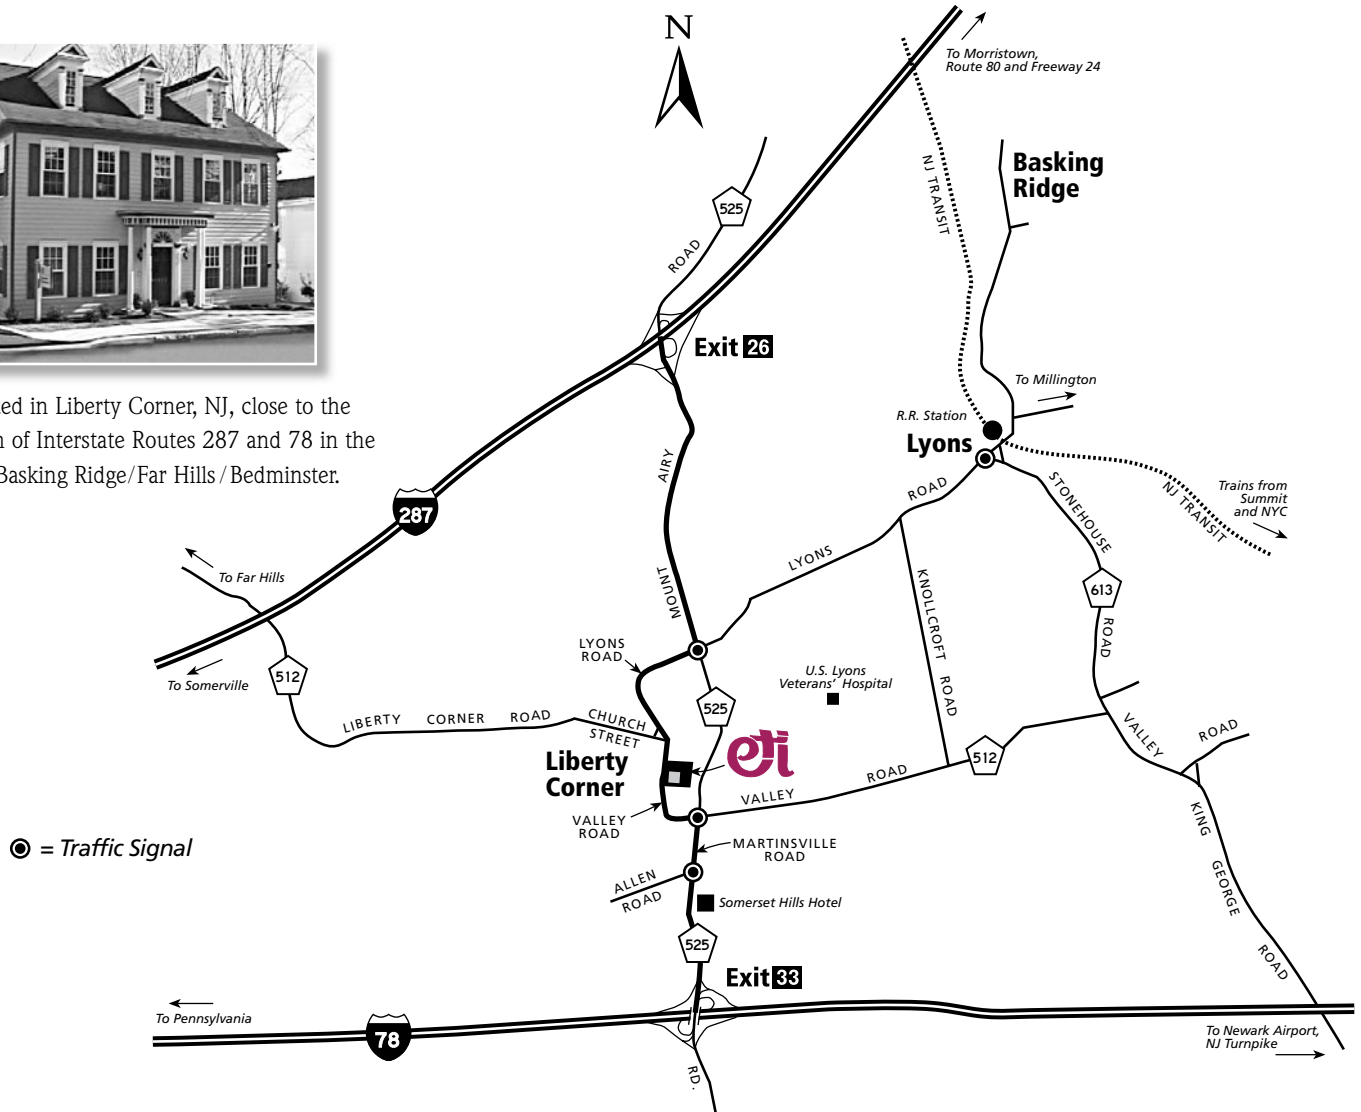 N
To Morristown,
Route 80 and Freeway 24
NJ TRANSIT
Basking
Ridge
525
ROAD
Exit 26
To Millington
R.R. Station
Lyons
ed in Liberty Corner, NJ, close to the
n of Interstate Routes 287 and 78 in the
Basking Ridge/Far Hills / Bedminster.
AIRY
MOUNT
ROAD
LYONS
STONEHOUSE
ROAD
NJ TRANSIT
Trains from
Summit
and NYC
287
To Far Hills
613
KNOLLCROFT ROAD
LYONS
ROAD
U.S. Lyons
Veterans' Hospital
To Somerville
512
525
LIBERTY CORNER ROAD
CHURCH
STREET
VALLEY
ROAD
eti
Liberty
Corner
512
VALLEY ROAD
VALLEY
ROAD
KING GEORGE ROAD
= Traffic Signal
MARTINSVILLE
ROAD
ALLEN
ROAD
Somerset Hills Hotel
525
Exit 33
To Pennsylvania
78
To Newark Airport,
NJ Turnpike
RD.